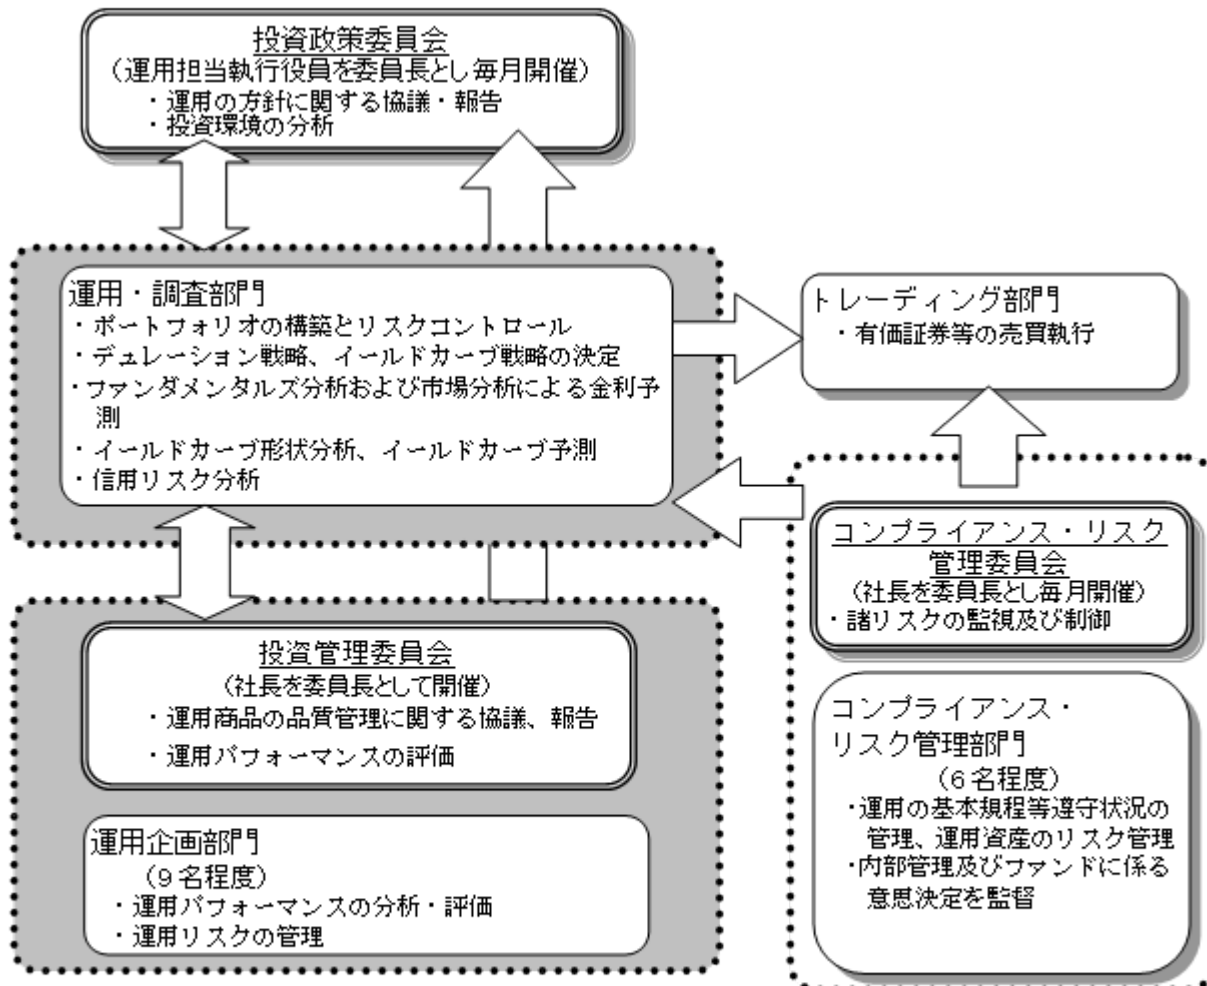 投資政策委員会
（運用担当執行役員を委員長とし毎月開催）
・運用の方針に関する協議・報告
・投資環境の分析
運用・調査部門
・ポートフォリオの構築とリスクコントロール
・デュレーション戦略、イールドカーブ戦略の決定
・ファンダメンタルズ分析および市場分析による金利予
測
・イールドカーブ形状分析、イールドカーブ予測
・信用リスク分析
トレーディング部門
・有価証券等の売買執行
投資管理委員会
（社長を委員長として開催）
・運用商品の品質管理に関する協議、報告
・運用パフォーマンスの評価
運用企画部門
（９名程度）
・運用パフォーマンスの分析・評価
・運用リスクの管理
コンプライアンス・リスク
管理委員会
（社長を委員長とし毎月開催）
・諸リスクの監視及び制御
コンプライアンス・
リスク管理部門
（６名程度）
・運用の基本規程等遵守状況の
管理、運用資産のリスク管理
・内部管理及びファンドに係る
意思決定を監督